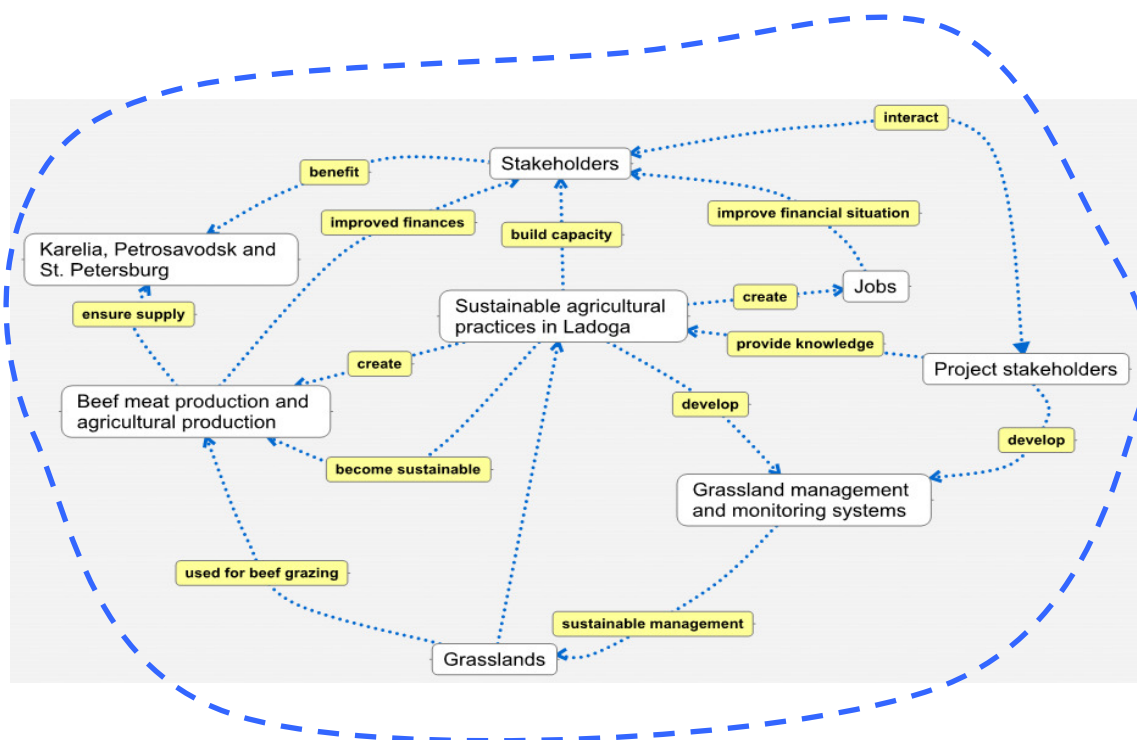 interact
Stakeholders
benefit
improved finances
improve financial situation
build capacity
Karelia, Petrosavodsk and
St. Petersburg
Jobs
create
Sustainable agricultural
practices in Ladoga
ensure supply
provide knowledge
create
Project stakeholders
Beef meat production and
agricultural production
develop
develop
become sustainable
Grassland management
and monitoring systems
used for beef grazing
sustainable management
Grasslands